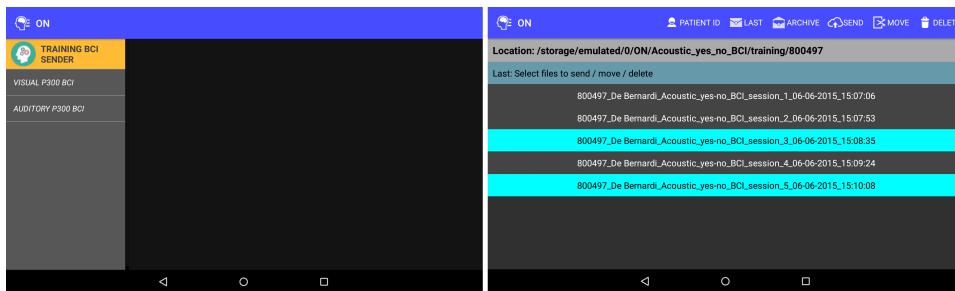 ON
TRAINING BCI
SENDER
VISUAL P300 BCI
AUDITORY P300 BCI
ON PATIENT ID LAST ARCHIVE SEND MOVE DELET
Location: /storage/emulated/0/ON/Acoustic_yes_no_BCI/training/800497
Last: Select files to send / move / delete
800497_De Bernardi_Acoustic_yes-no_BCI_session_1_06-06-2015_15:07:06
800497_De Bernardi_Acoustic_yes-no_BCI_session_2_06-06-2015_15:07:53
800497_De Bernardi_Acoustic_yes-no_BCI_session_3_06-06-2015_15:08:35
800497_De Bernardi_Acoustic_yes-no_BCI_session_4_06-06-2015_15:09:24
800497_De Bernardi_Acoustic_yes-no_BCI_session_5_06-06-2015_15:10:08